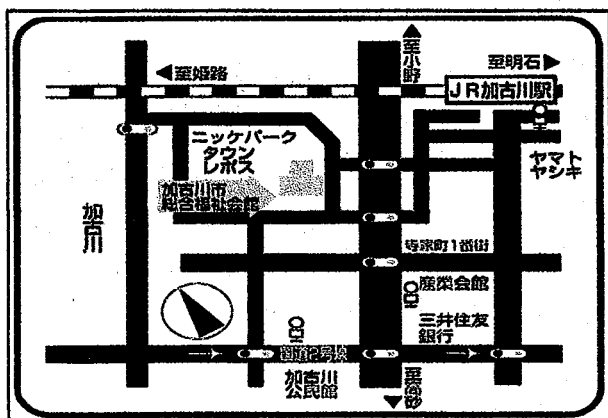 至小野
至姫路
至明石
JR加古川駅
ニッケパーク
タウン
レポス
ヤマト
ヤシキ
加古川市
総合福祉会館
加古川
寺家町1番街
産業会館
三井住友
銀行
国道2号線
加古川
公民館
至高砂